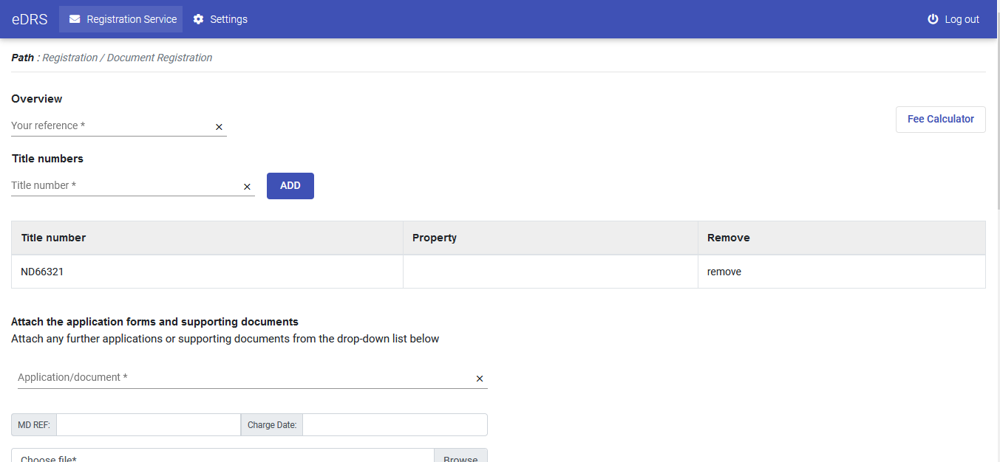 eDRS Registration Service Settings Log out
Path : Registration / Document Registration
Overview
Your reference * ×
Fee Calculator
Title numbers
Title number * × ADD
Title number Property Remove
ND66321 remove
Attach the application forms and supporting documents
Attach any further applications or supporting documents from the drop-down list below
Application/document * ×
MD REF: Charge Date:
Choose file* Browse